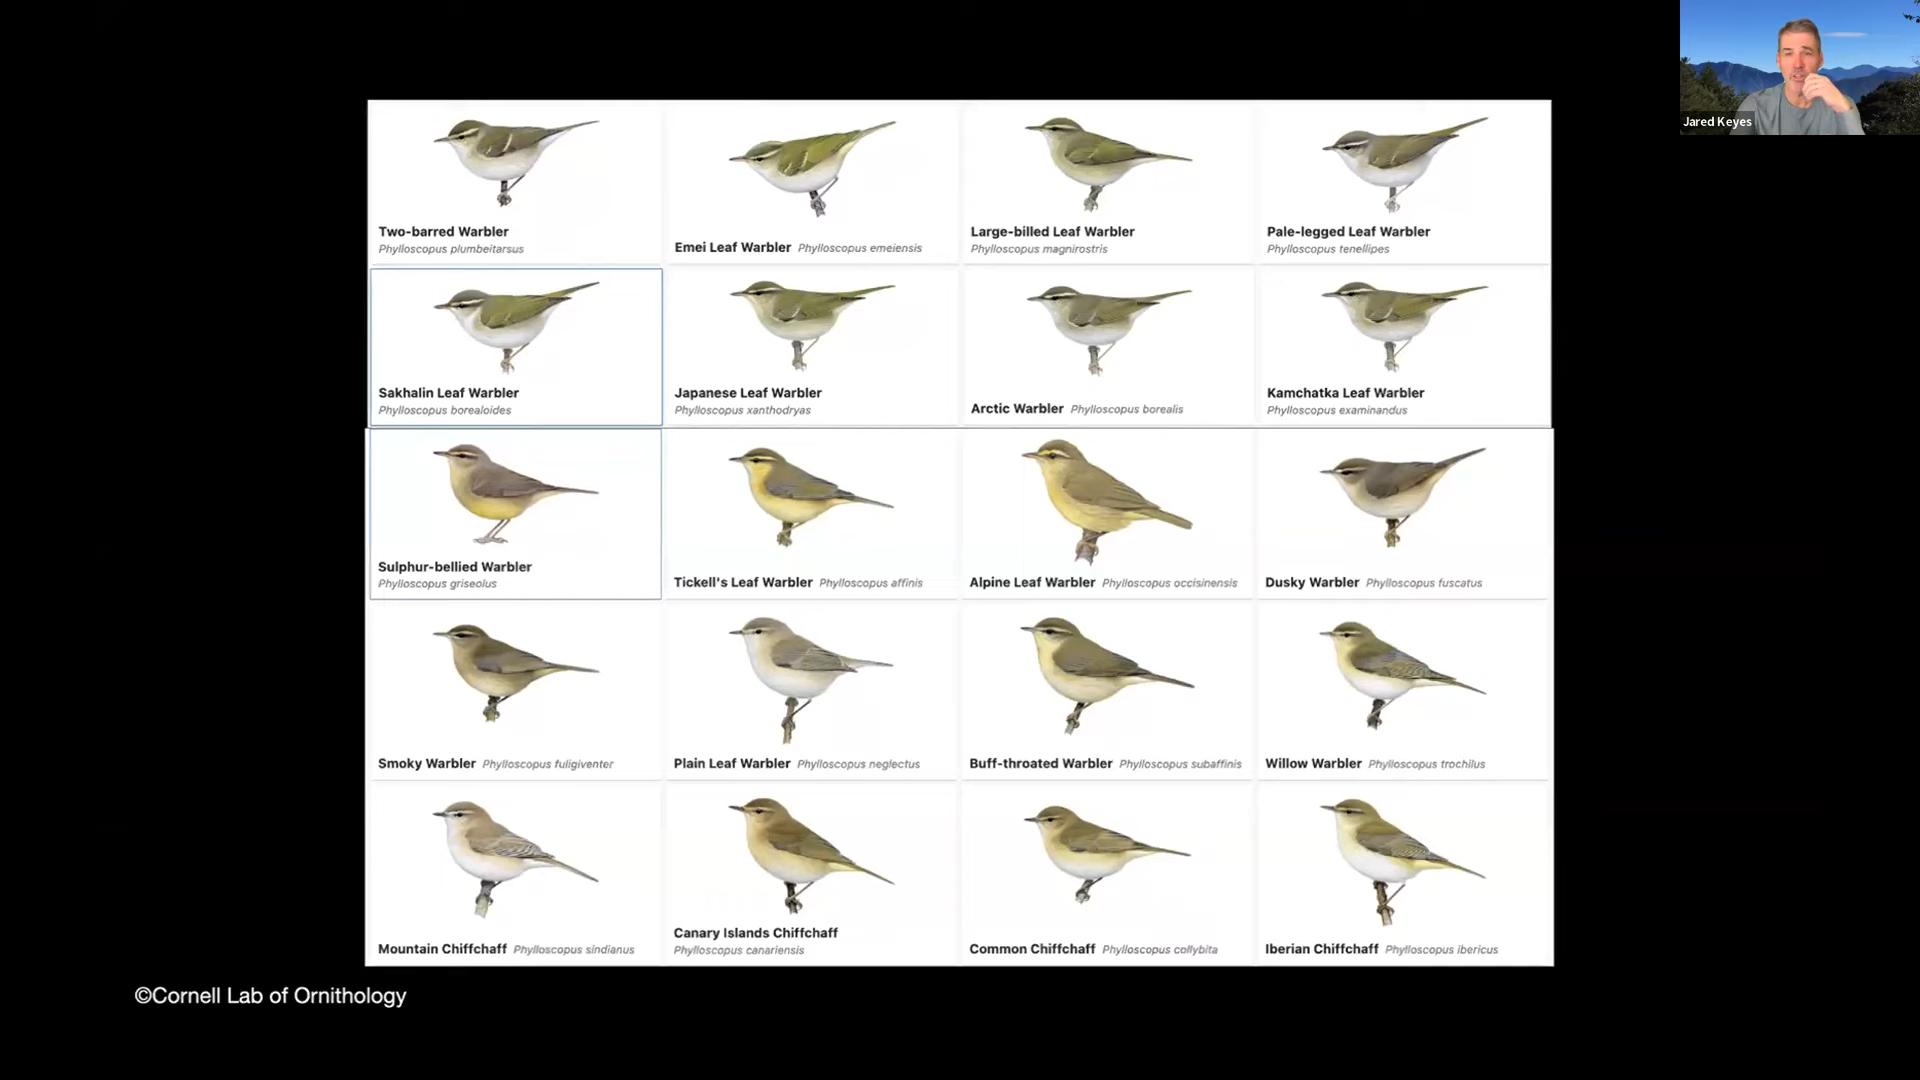 Jared Keyes
Two-barred Warbler
Phylloscopus plumbeitarsus
Emei Leaf Warbler Phylloscopus emeiensis
Large-billed Leaf Warbler
Phylloscopus magnirostris
Pale-legged Leaf Warbler
Phylloscopus tenellipes
Sakhalin Leaf Warbler
Phylloscopus borealoides
Japanese Leaf Warbler
Phylloscopus xanthodryas
Arctic Warbler Phylloscopus borealis
Kamchatka Leaf Warbler
Phylloscopus examinandus
Sulphur-bellied Warbler
Phylloscopus griseolus
Tickell's Leaf Warbler Phylloscopus affinis
Alpine Leaf Warbler Phylloscopus occisinensis
Dusky Warbler Phylloscopus fuscatus
Smoky Warbler Phylloscopus fuligiventer
Plain Leaf Warbler Phylloscopus neglectus
Buff-throated Warbler Phylloscopus subaffinis
Willow Warbler Phylloscopus trochilus
Mountain Chiffchaff Phylloscopus sindianus
Canary Islands Chiffchaff
Phylloscopus canariensis
Common Chiffchaff Phylloscopus collybita
Iberian Chiffchaff Phylloscopus ibericus
©Cornell Lab of Ornithology